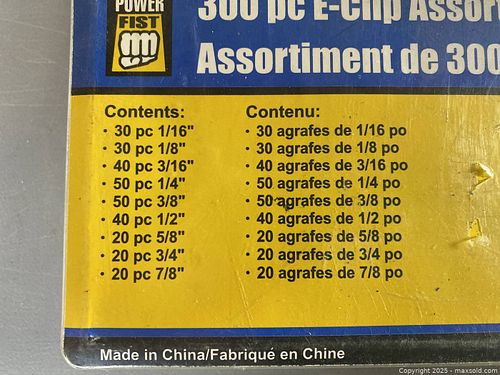 POWER
FIST
300 pc E-Clip
Assortiment de 300
Contents:
· 30 pc 1/16"
· 30 pc 1/8"
· 40 pc 3/16"
· 50 pc 1/4"
· 50 pc 3/8"
· 40 pc 1/2"
· 20 pc 5/8"
· 20 pc 3/4"
· 20 pc 7/8"
Contenu:
· 30 agrafes de 1/16 po
· 30 agrafes de 1/8 po
· 40 agrafes de 3/16 po
· 50 agrafes de 1/4 po
· 50 agrafes de 3/8 po
· 40 agrafes de 1/2 po
· 20 agrafes de 5/8 po
· 20 agrafes de 3/4 po
· 20 agrafes de 7/8 po
Made in China/Fabriqué en Chine
Copyright 2025 - maxsold.com